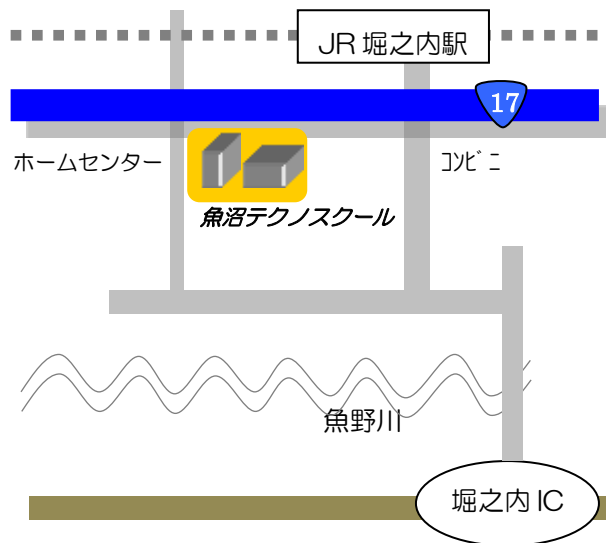 JR 堀之内駅
17
ホームセンター
コンビニ
魚沼テクノスクール
魚野川
堀之内 IC